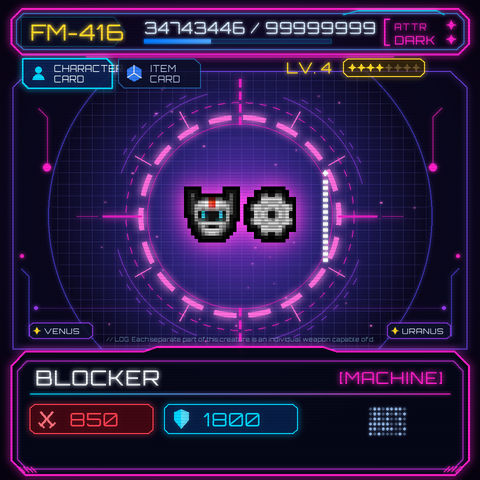 FM-416
34743446 / 99999999
ATTR
DARK
CHARACTER
CARD
ITEM
CARD
LV. 4
VENUS
URANUS
// LOG Each separate part of this creature is an individual weapon capable of d
BLOCKER
[MACHINE]
850
1800